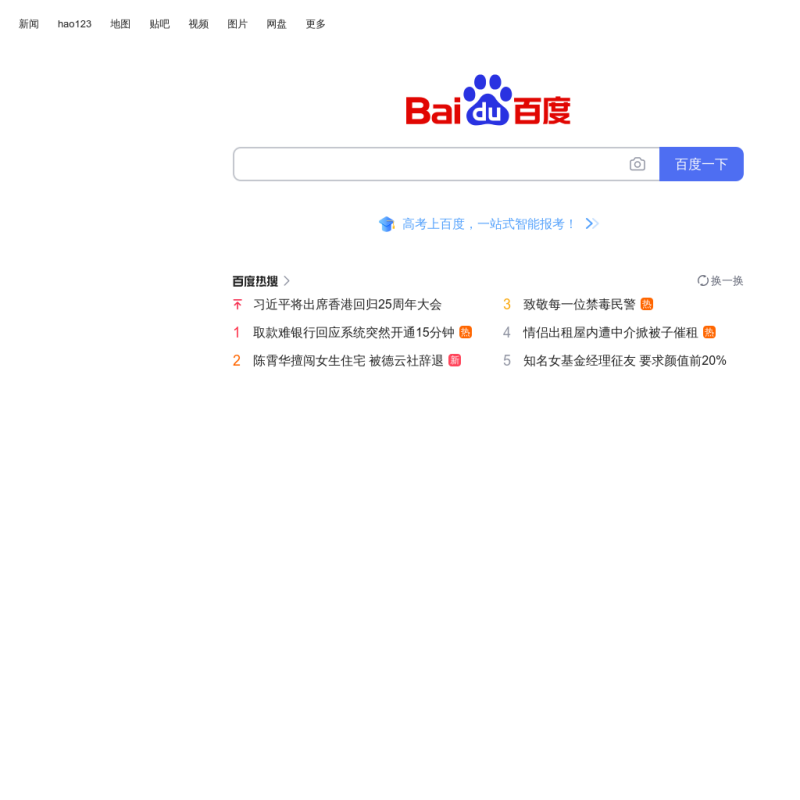 新闻 hao123 地图 贴吧 视频 图片 网盘 更多
Bai du 百度
百度一下
高考上百度，一站式智能报考！
百度热搜 换一换
习近平将出席香港回归25周年大会
1 取款难银行回应系统突然开通15分钟 热
2 陈霄华擅闯女生住宅 被德云社辞退 新
3 致敬每一位禁毒民警 热
4 情侣出租屋内遭中介掀被子催租 热
5 知名女基金经理征友 要求颜值前20%